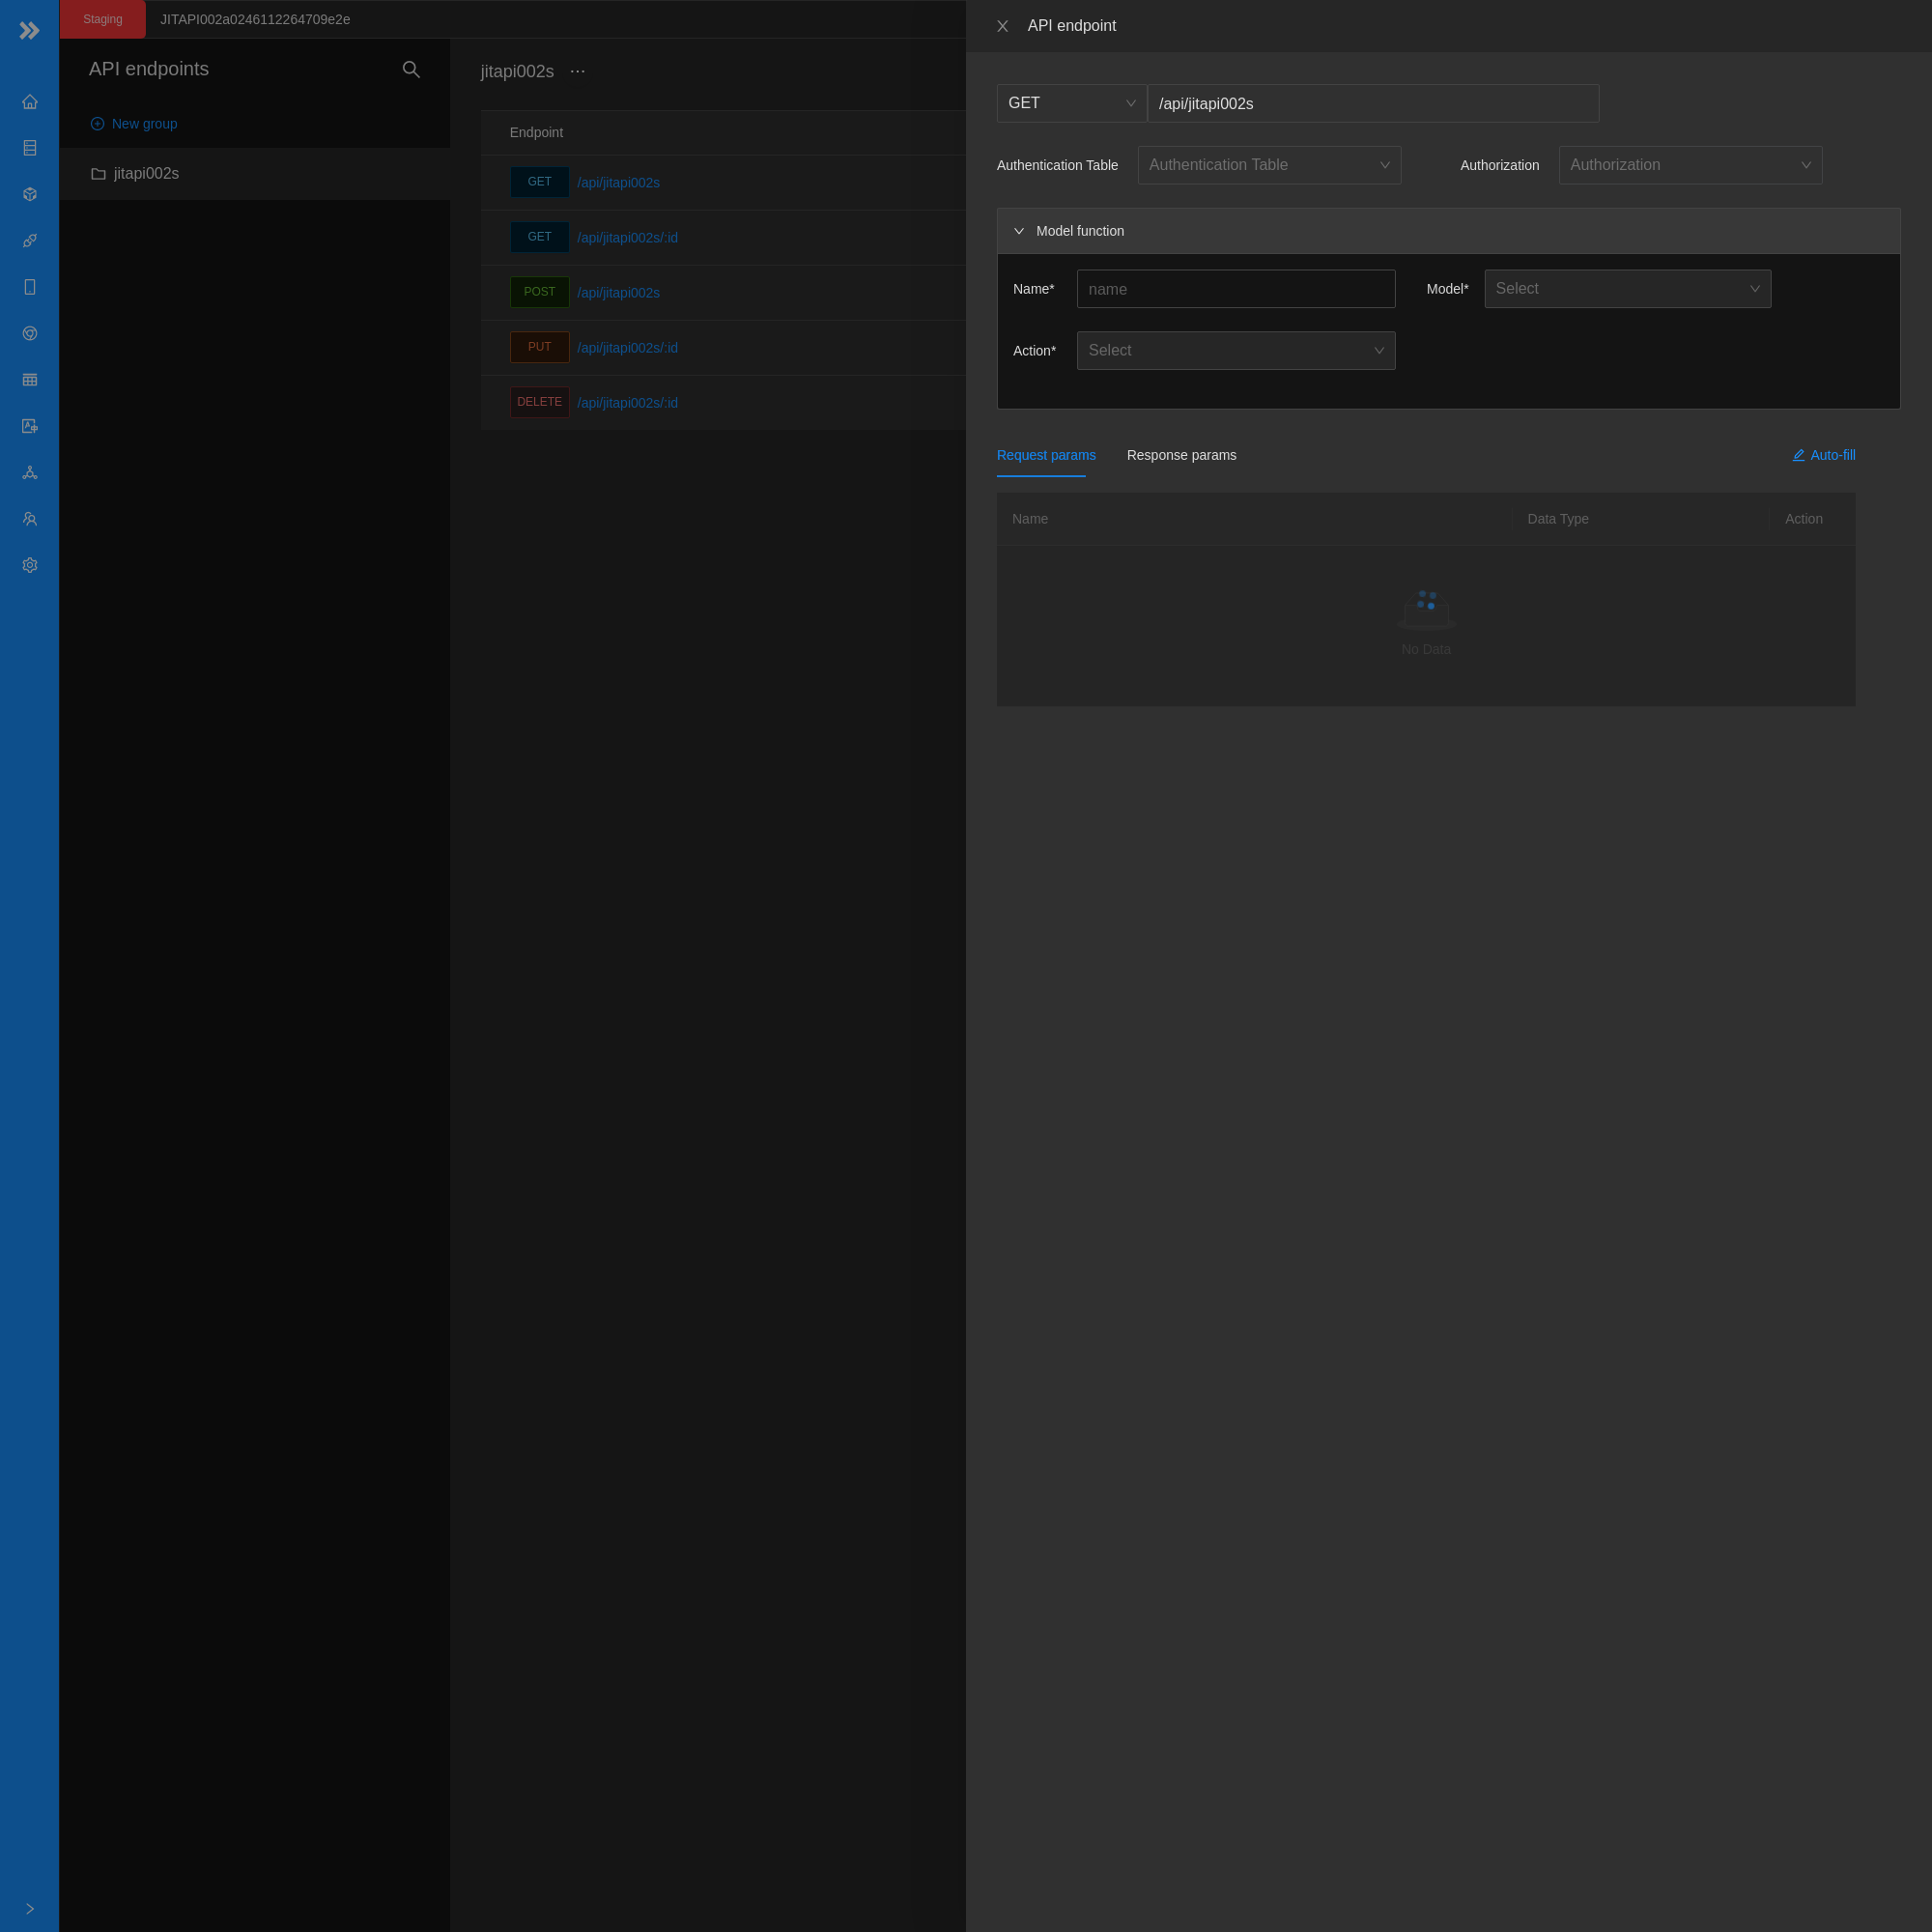 Staging JITAPI002a0246112264709e2e
API endpoints
New group
jitapi002s
jitapi002s ···
Endpoint
GET /api/jitapi002s
GET /api/jitapi002s/:id
POST /api/jitapi002s
PUT /api/jitapi002s/:id
DELETE /api/jitapi002s/:id
API endpoint
GET /api/jitapi002s
Authentication Table Authentication Table Authorization Authorization
Model function
Name* name Model* Select
Action* Select
Request params Response params Auto-fill
Name Data Type Action
No Data